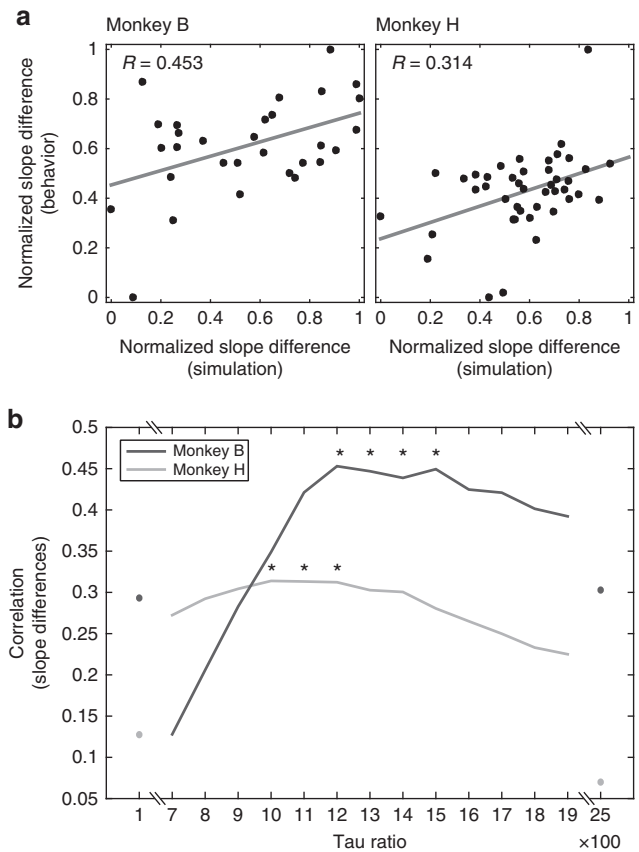 a
Monkey B
Monkey H
R = 0.453
R = 0.314
1
0.8
0.6
0.4
0.2
0
Normalized slope difference
(behavior)
0 0.2 0.4 0.6 0.8 1
0 0.2 0.4 0.6 0.8 1
Normalized slope difference
(simulation)
Normalized slope difference
(simulation)
b
0.5
0.45
0.4
0.35
0.3
0.25
0.2
0.15
0.1
0.05
Correlation
(slope differences)
Monkey B
Monkey H
* * * *
* * *
1 7 8 9 10 11 12 13 14 15 16 17 18 19 25
Tau ratio
×100